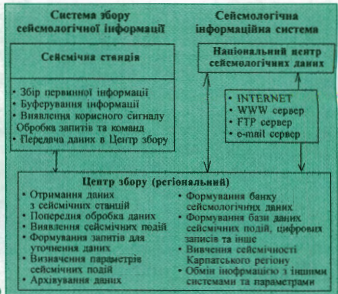 Система збору
сейсмологічної інформації
Сейсмологічна
інформаційна система
Сейсмічна станція
• Збір первинної інформації
• Буферування інформації
• Виявлення корисного сигналу
Обробка запитів та команд
• Передача даних в Центр збору
Національний центр
сейсмологічних даних
• INTERNET
• WWW сервер
• FTP сервер
• e-mail сервер
Центр збору (регіональний)
• Отримання даних
з сейсмічних станцій
• Попередня обробка даних
• Виявлення сейсмічних подій
• Формування запитів для
уточнення даних
• Визначення параметрів
сейсмічних подій
• Архівування даних
• Формування банку
сейсмологічних даних
• Формування бази даних
сейсмічних подій, цифрових
записів та інше
• Вивчення сейсмічності
Карпатського регіону
• Обмін інформацією з іншими
системами та параметрами